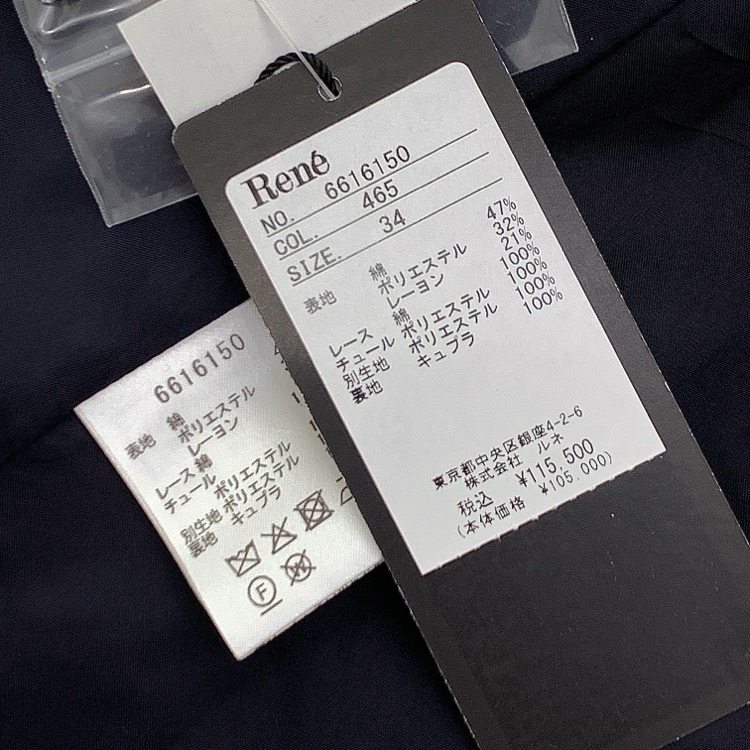 René
NO. 6616150
COL. 465
SIZE. 34
表地 綿 47%
ポリエステル 32%
レーヨン 21%
レース 綿 100%
チュール ポリエステル 100%
別生地 ポリエステル 100%
裏地 キュプラ 100%
東京都中央区銀座4-2-6
株式会社 ルネ
税込 ¥115,500
(本体価格 ¥105,000)
6616150
表地 綿
ポリエステル
レーヨン
レース 綿
チュール ポリエステル
別生地 ポリエステル
裏地 キュプラ
F
W